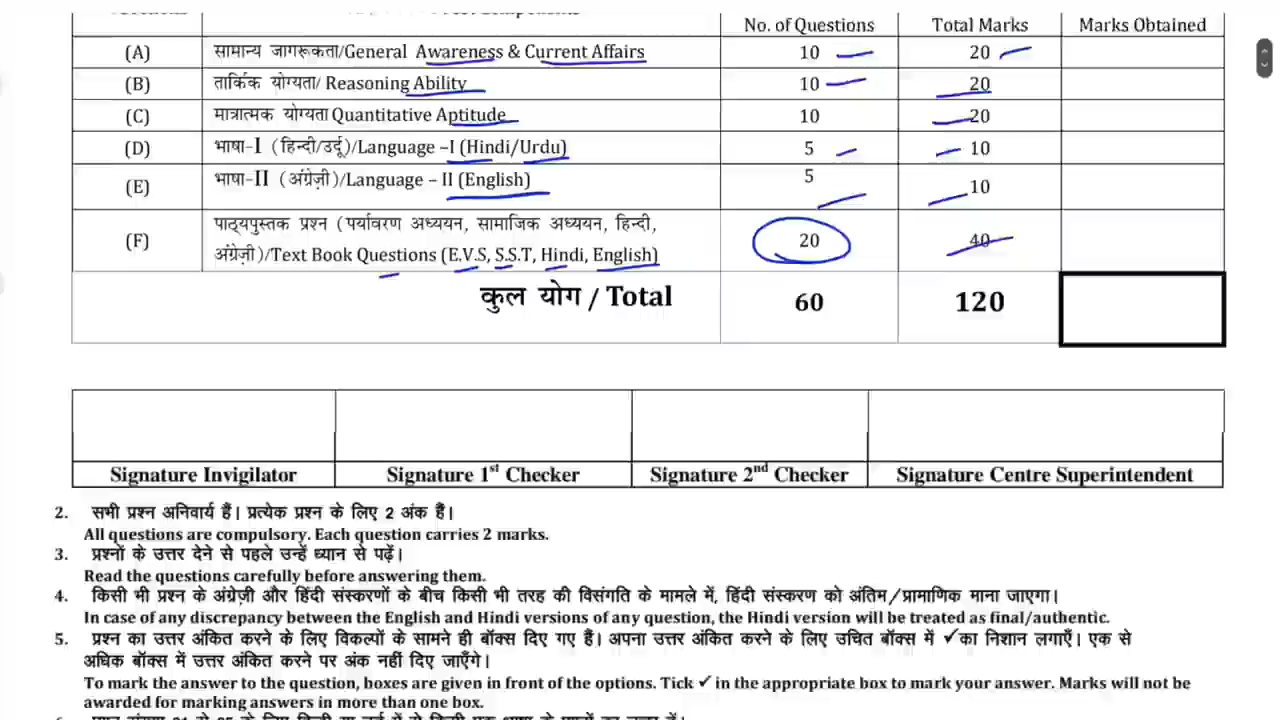 No. of Questions Total Marks Marks Obtained
(A) सामान्य जागरूकता/General Awareness & Current Affairs 10 20
(B) तार्किक योग्यता/ Reasoning Ability 10 20
(C) मात्रात्मक योग्यता Quantitative Aptitude 10 20
(D) भाषा-I (हिन्दी/उर्दू)/Language –I (Hindi/Urdu) 5 10
(E) भाषा-II (अंग्रेज़ी)/Language – II (English) 5 10
(F) पाठ्यपुस्तक प्रश्न (पर्यावरण अध्ययन, सामाजिक अध्ययन, हिन्दी,
अंग्रेज़ी)/Text Book Questions (E.V.S, S.S.T, Hindi, English) 20 40
कुल योग / Total 60 120
Signature Invigilator Signature 1st Checker Signature 2nd Checker Signature Centre Superintendent
2. सभी प्रश्न अनिवार्य हैं। प्रत्येक प्रश्न के लिए 2 अंक हैं।
All questions are compulsory. Each question carries 2 marks.
3. प्रश्नों के उत्तर देने से पहले उन्हें ध्यान से पढ़ें।
Read the questions carefully before answering them.
4. किसी भी प्रश्न के अंग्रेज़ी और हिंदी संस्करणों के बीच किसी भी तरह की विसंगति के मामले में, हिंदी संस्करण को अंतिम/प्रामाणिक माना जाएगा।
In case of any discrepancy between the English and Hindi versions of any question, the Hindi version will be treated as final/authentic.
5. प्रश्न का उत्तर अंकित करने के लिए विकल्पों के सामने ही बॉक्स दिए गए हैं। अपना उत्तर अंकित करने के लिए उचित बॉक्स में ✓का निशान लगाएँ। एक से
अधिक बॉक्स में उत्तर अंकित करने पर अंक नहीं दिए जाएँगे।
To mark the answer to the question, boxes are given in front of the options. Tick ✓ in the appropriate box to mark your answer. Marks will not be
awarded for marking answers in more than one box.